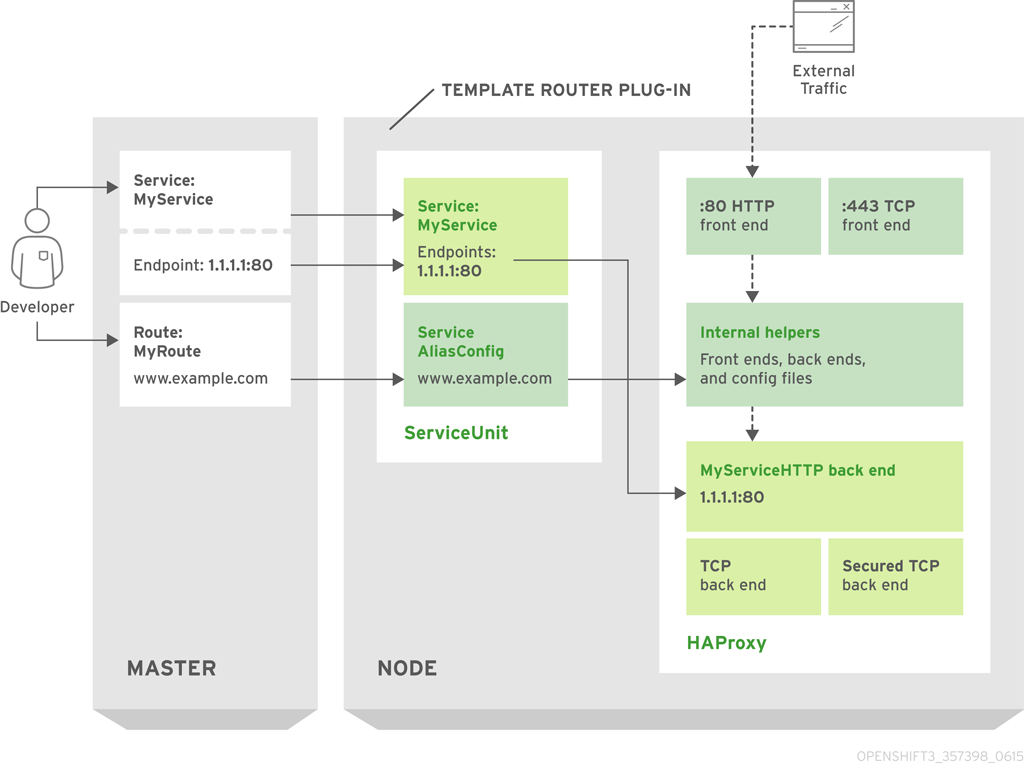 External
Traffic
TEMPLATE ROUTER PLUG-IN
Developer
Service:
MyService
Endpoint: 1.1.1.1:80
Route:
MyRoute
www.example.com
MASTER
Service:
MyService
Endpoints:
1.1.1.1:80
Service
AliasConfig
www.example.com
ServiceUnit
NODE
:80 HTTP
front end
:443 TCP
front end
Internal helpers
Front ends, back ends,
and config files
MyServiceHTTP back end
1.1.1.1:80
TCP
back end
Secured TCP
back end
HAProxy
OPENSHIFT3_357398_0615